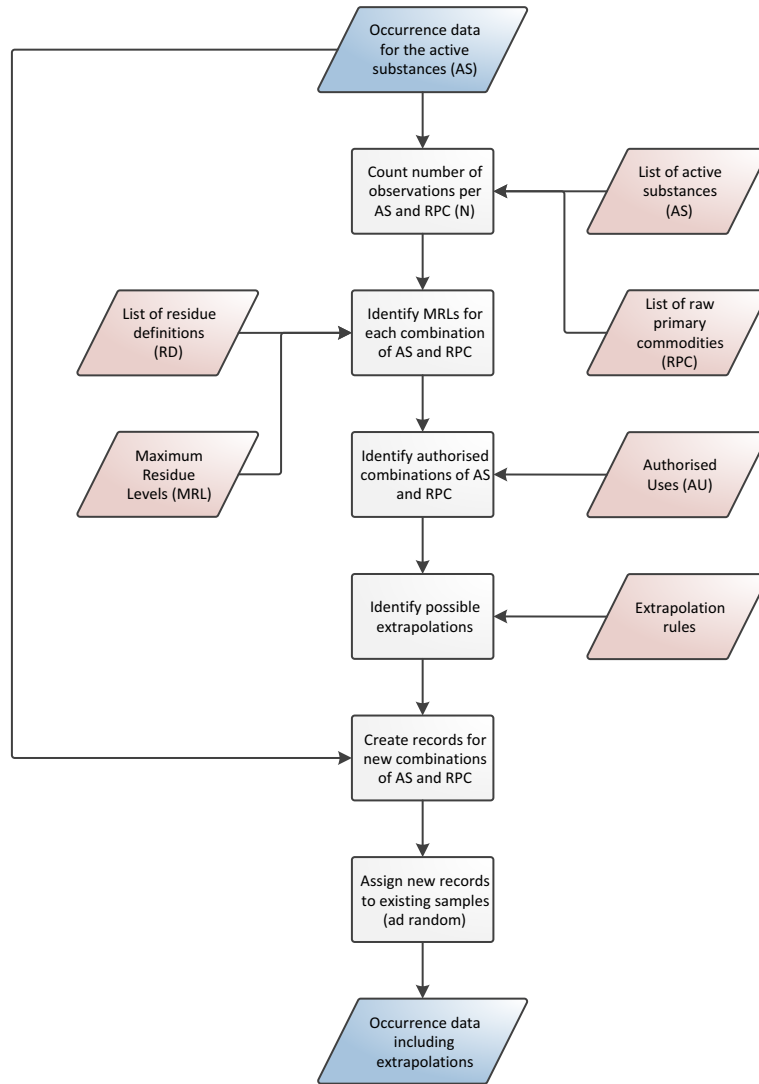 Occurrence data
for the active
substances (AS)
Count number of
observations per
AS and RPC (N)
List of active
substances
(AS)
List of residue
definitions
(RD)
Identify MRLs for
each combination
of AS and RPC
List of raw
primary
commodities
(RPC)
Maximum
Residue
Levels (MRL)
Identify authorised
combinations of AS
and RPC
Authorised
Uses (AU)
Identify possible
extrapolations
Extrapolation
rules
Create records for
new combinations
of AS and RPC
Assign new records
to existing samples
(ad random)
Occurrence data
including
extrapolations